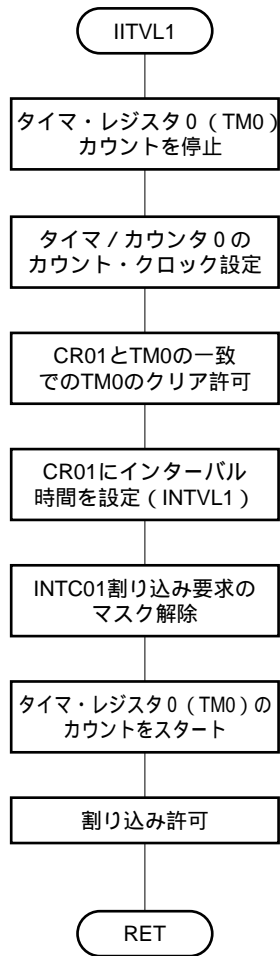 IITVL1
タイマ・レジスタ0（TM0）
カウントを停止
タイマ/カウンタ0の
カウント・クロック設定
CR01とTM0の一致
でのTM0のクリア許可
CR01にインターバル
時間を設定（INTVL1）
INTC01割り込み要求の
マスク解除
タイマ・レジスタ0（TM0）の
カウントをスタート
割り込み許可
RET